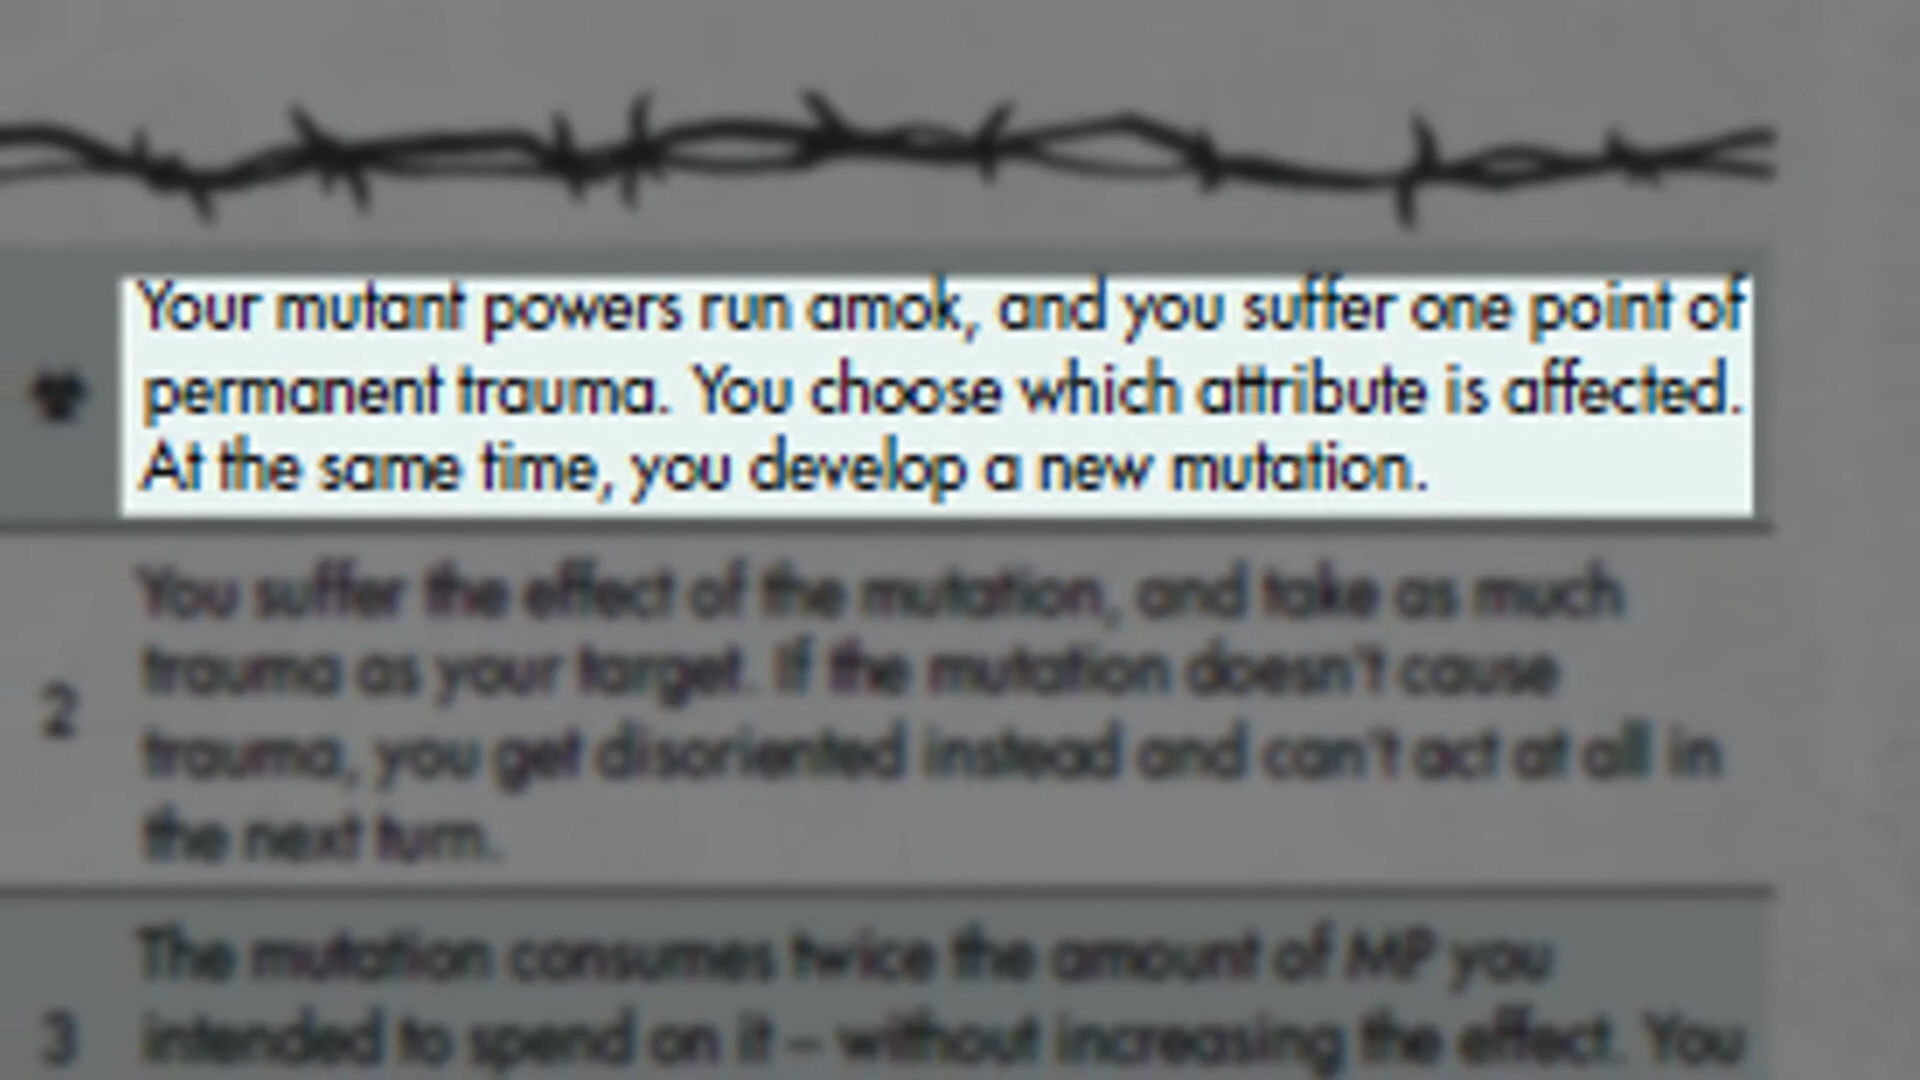 Your mutant powers run amok, and you suffer one point of
permanent trauma. You choose which attribute is affected.
At the same time, you develop a new mutation.
2
You suffer the effect of the mutation, and take as much
trauma as your target. If the mutation doesn't cause
trauma, you get disoriented instead and can't act at all in
the next turn.
3
The mutation consumes twice the amount of MP you
intended to spend on it – without increasing the effect. You